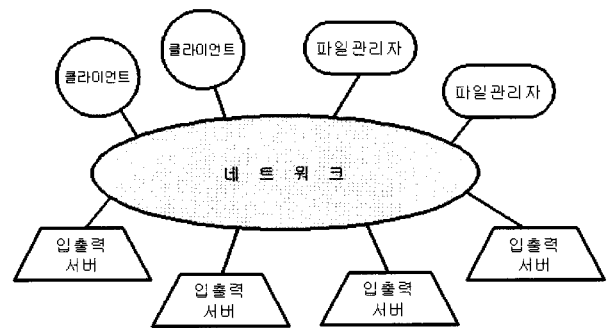 클라이언트
클라이언트
파일관리자
파일관리자
네 트 워 크
입출력
서버
입출력
서버
입출력
서버
입출력
서버